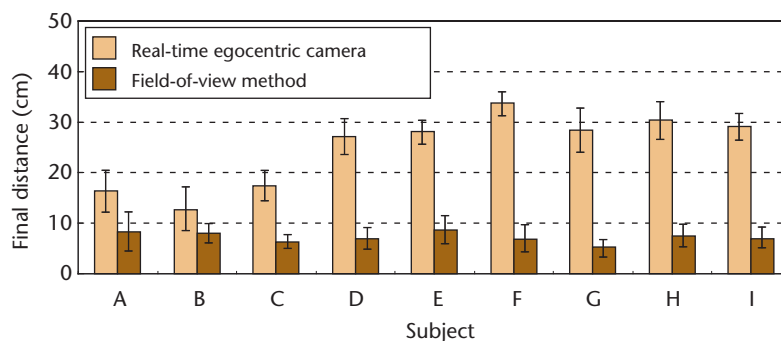 50
40
30
20
10
0
Final distance (cm)
Real-time egocentric camera
Field-of-view method
A B C D E F G H I
Subject